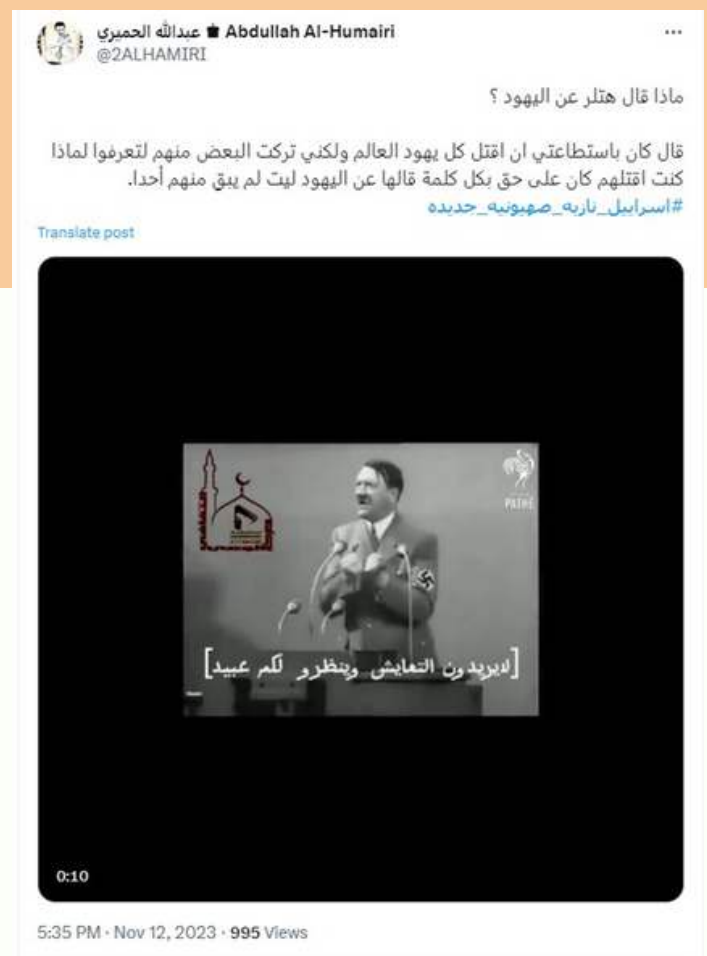 عبدالله الحميري Abdullah Al-Humairi
@2ALHAMIRI
ماذا قال هتلر عن اليهود ؟
قال كان باستطاعتي ان اقتل كل يهود العالم ولكني تركت البعض منهم لتعرفوا لماذا
كنت اقتلهم كان على حق بكل كلمة قالها عن اليهود ليت لم يبق منهم أحدا.
#اسرابيل_نازيه_صهيونيه_جديده
Translate post
PATHÉ
[لايريدون التعايش وينظرو لكم عبيد]
0:10
5:35 PM · Nov 12, 2023 · 995 Views